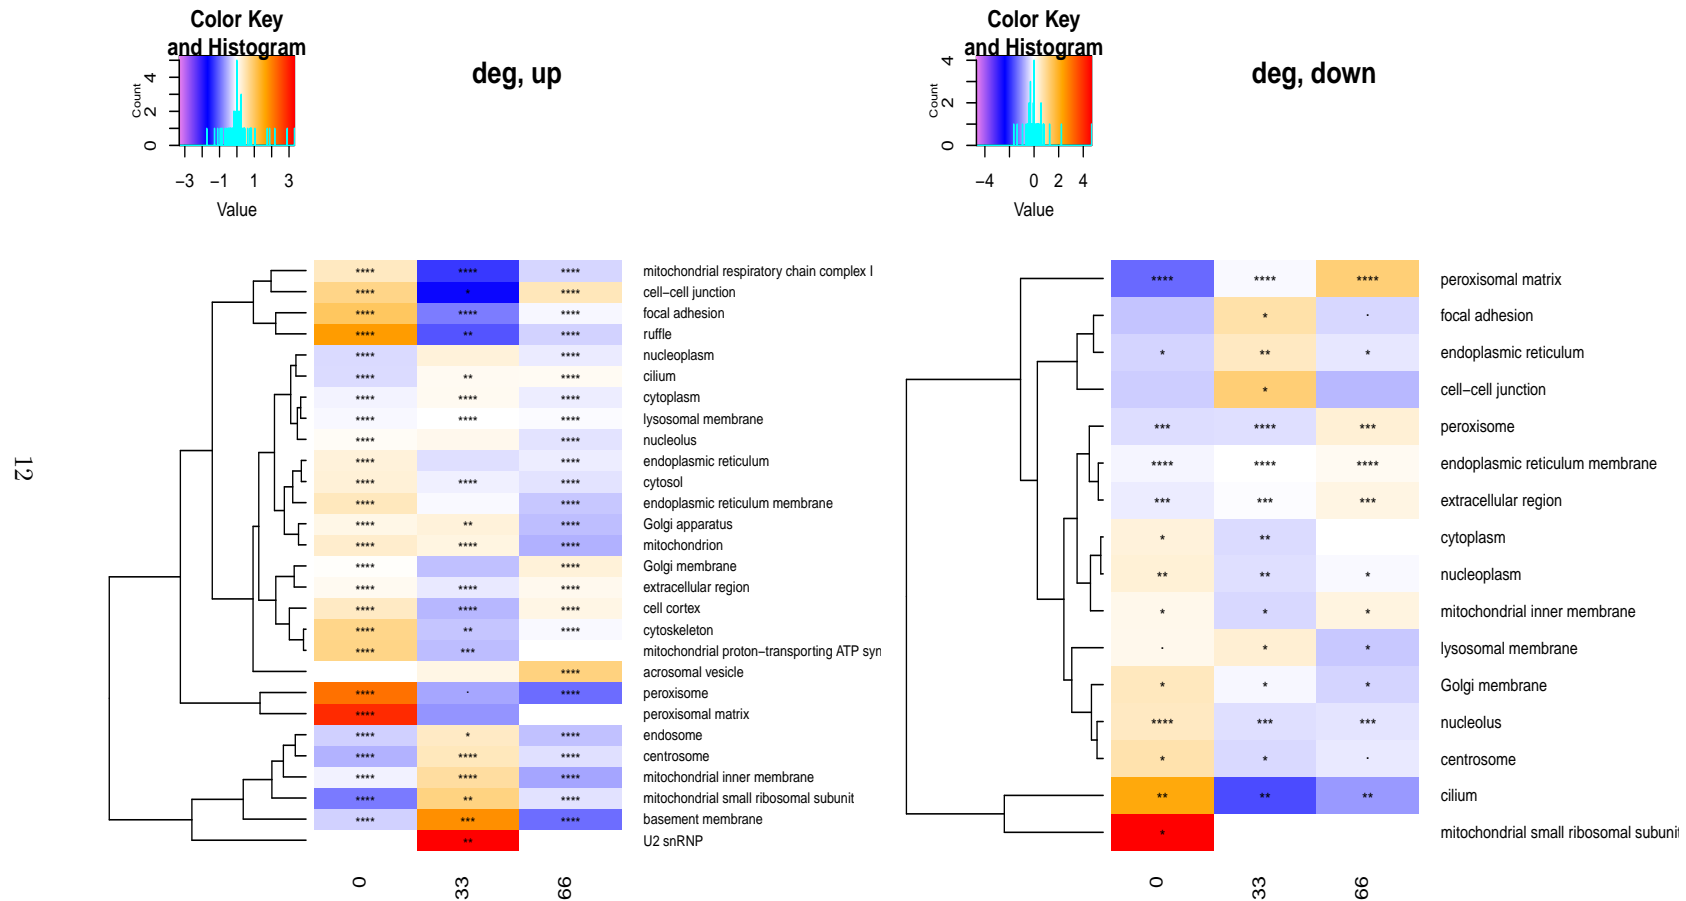 Color Key
and Histogram
Count
0 2 4
−3 −1 1 3
Value
deg, up
**** **** **** mitochondrial respiratory chain complex I
**** * **** cell−cell junction
**** **** **** focal adhesion
**** ** **** ruffle
**** **** nucleoplasm
**** ** **** cilium
**** **** **** cytoplasm
**** **** **** lysosomal membrane
**** **** nucleolus
**** **** endoplasmic reticulum
**** **** **** cytosol
**** **** endoplasmic reticulum membrane
**** ** **** Golgi apparatus
**** **** **** mitochondrion
**** **** Golgi membrane
**** **** **** extracellular region
**** **** **** cell cortex
**** ** **** cytoskeleton
**** *** mitochondrial proton−transporting ATP syn
**** acrosomal vesicle
**** . **** peroxisome
**** peroxisomal matrix
**** * **** endosome
**** **** **** centrosome
**** **** **** mitochondrial inner membrane
**** ** **** mitochondrial small ribosomal subunit
**** *** **** basement membrane
** U2 snRNP
0 33 66
Color Key
and Histogram
Count
0 2 4
−4 0 2 4
Value
deg, down
**** **** **** peroxisomal matrix
* . focal adhesion
* ** * endoplasmic reticulum
* cell−cell junction
*** **** *** peroxisome
**** **** **** endoplasmic reticulum membrane
*** *** *** extracellular region
* ** cytoplasm
** ** * nucleoplasm
* * * mitochondrial inner membrane
. * * lysosomal membrane
* * * Golgi membrane
**** *** *** nucleolus
* * . centrosome
** ** ** cilium
* mitochondrial small ribosomal subunit
0 33 66
12